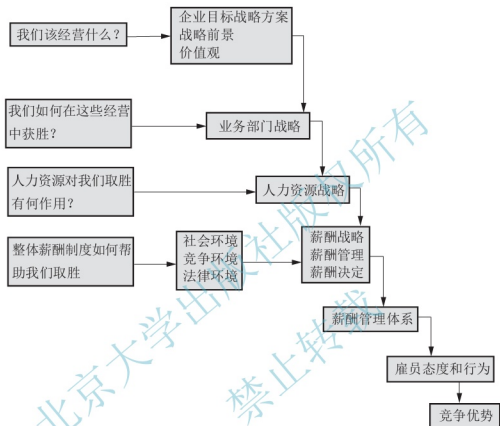 我们该经营什么？
企业目标战略方案
战略前景
价值观
我们如何在这些经营
中获胜？
业务部门战略
人力资源对我们取胜
有何作用？
人力资源战略
整体薪酬制度如何帮
助我们取胜
社会环境
竞争环境
法律环境
薪酬战略
薪酬管理
薪酬决定
薪酬管理体系
雇员态度和行为
竞争优势
北京大学出版社版权所有
禁止转载